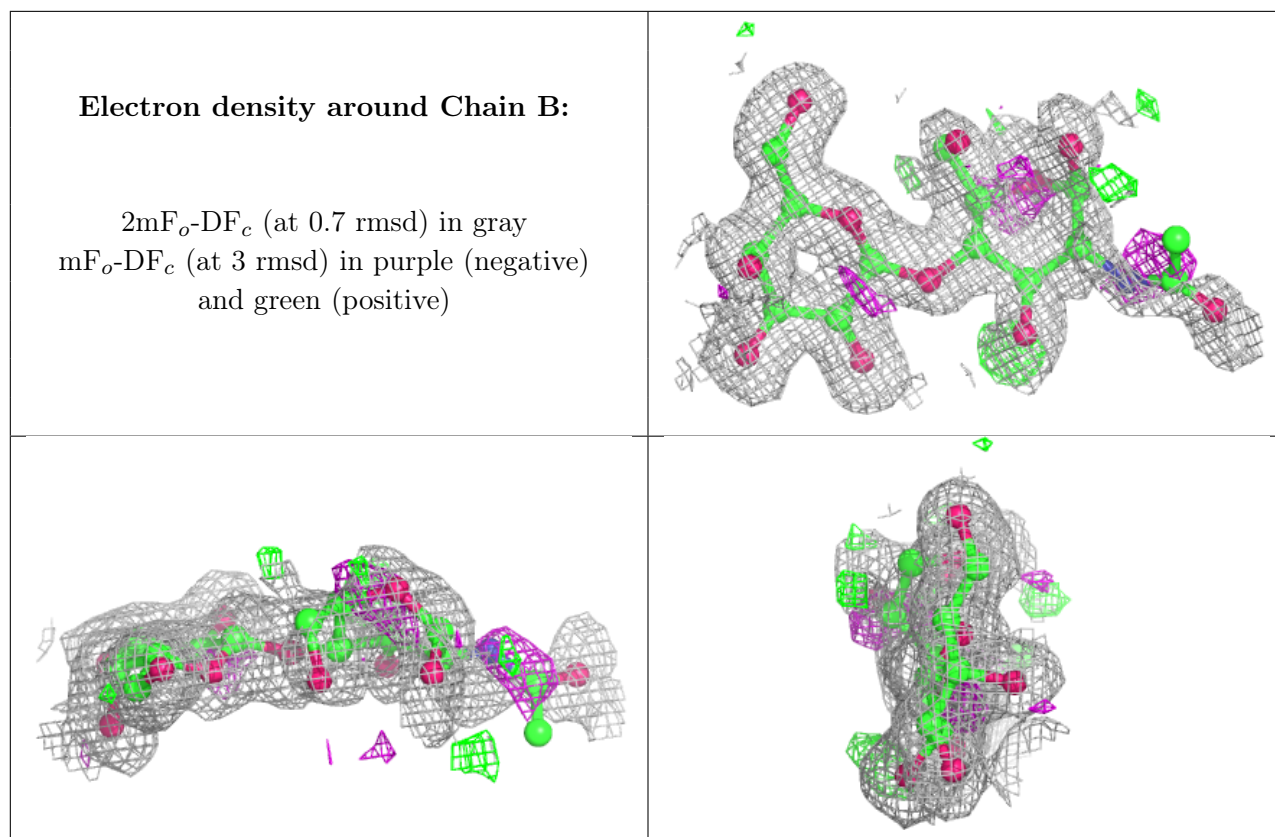 Electron density around Chain B:
2mFo-DFc (at 0.7 rmsd) in gray
mFo-DFc (at 3 rmsd) in purple (negative)
and green (positive)